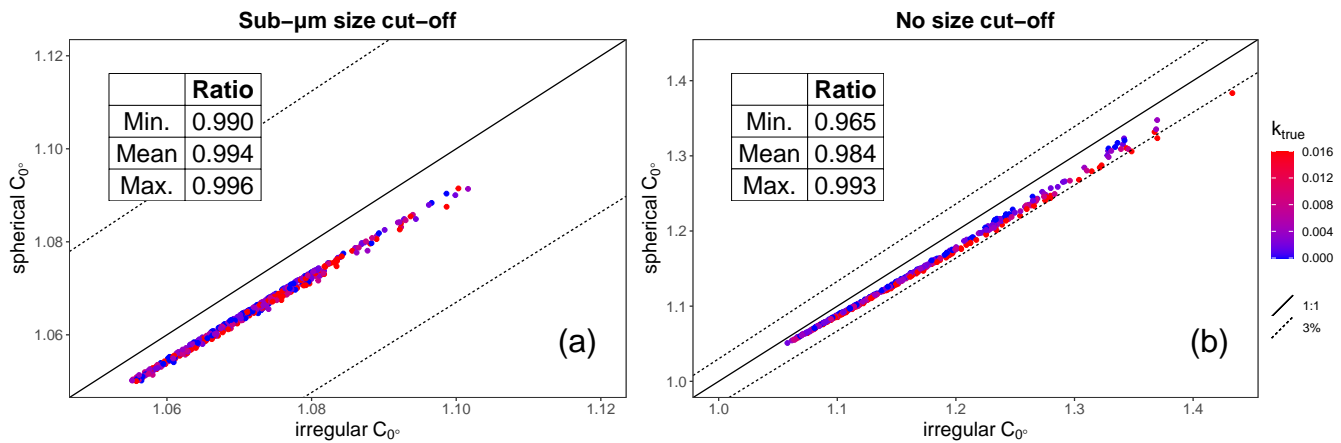 Sub−µm size cut−off
spherical C0°
1.12
1.10
1.08
1.06
Ratio
Min. 0.990
Mean 0.994
Max. 0.996
(a)
1.06 1.08 1.10 1.12
irregular C0°
No size cut−off
spherical C0°
1.4
1.3
1.2
1.1
1.0
Ratio
Min. 0.965
Mean 0.984
Max. 0.993
(b)
1.0 1.1 1.2 1.3 1.4
irregular C0°
ktrue
0.016
0.012
0.008
0.004
0.000
1:1
3%